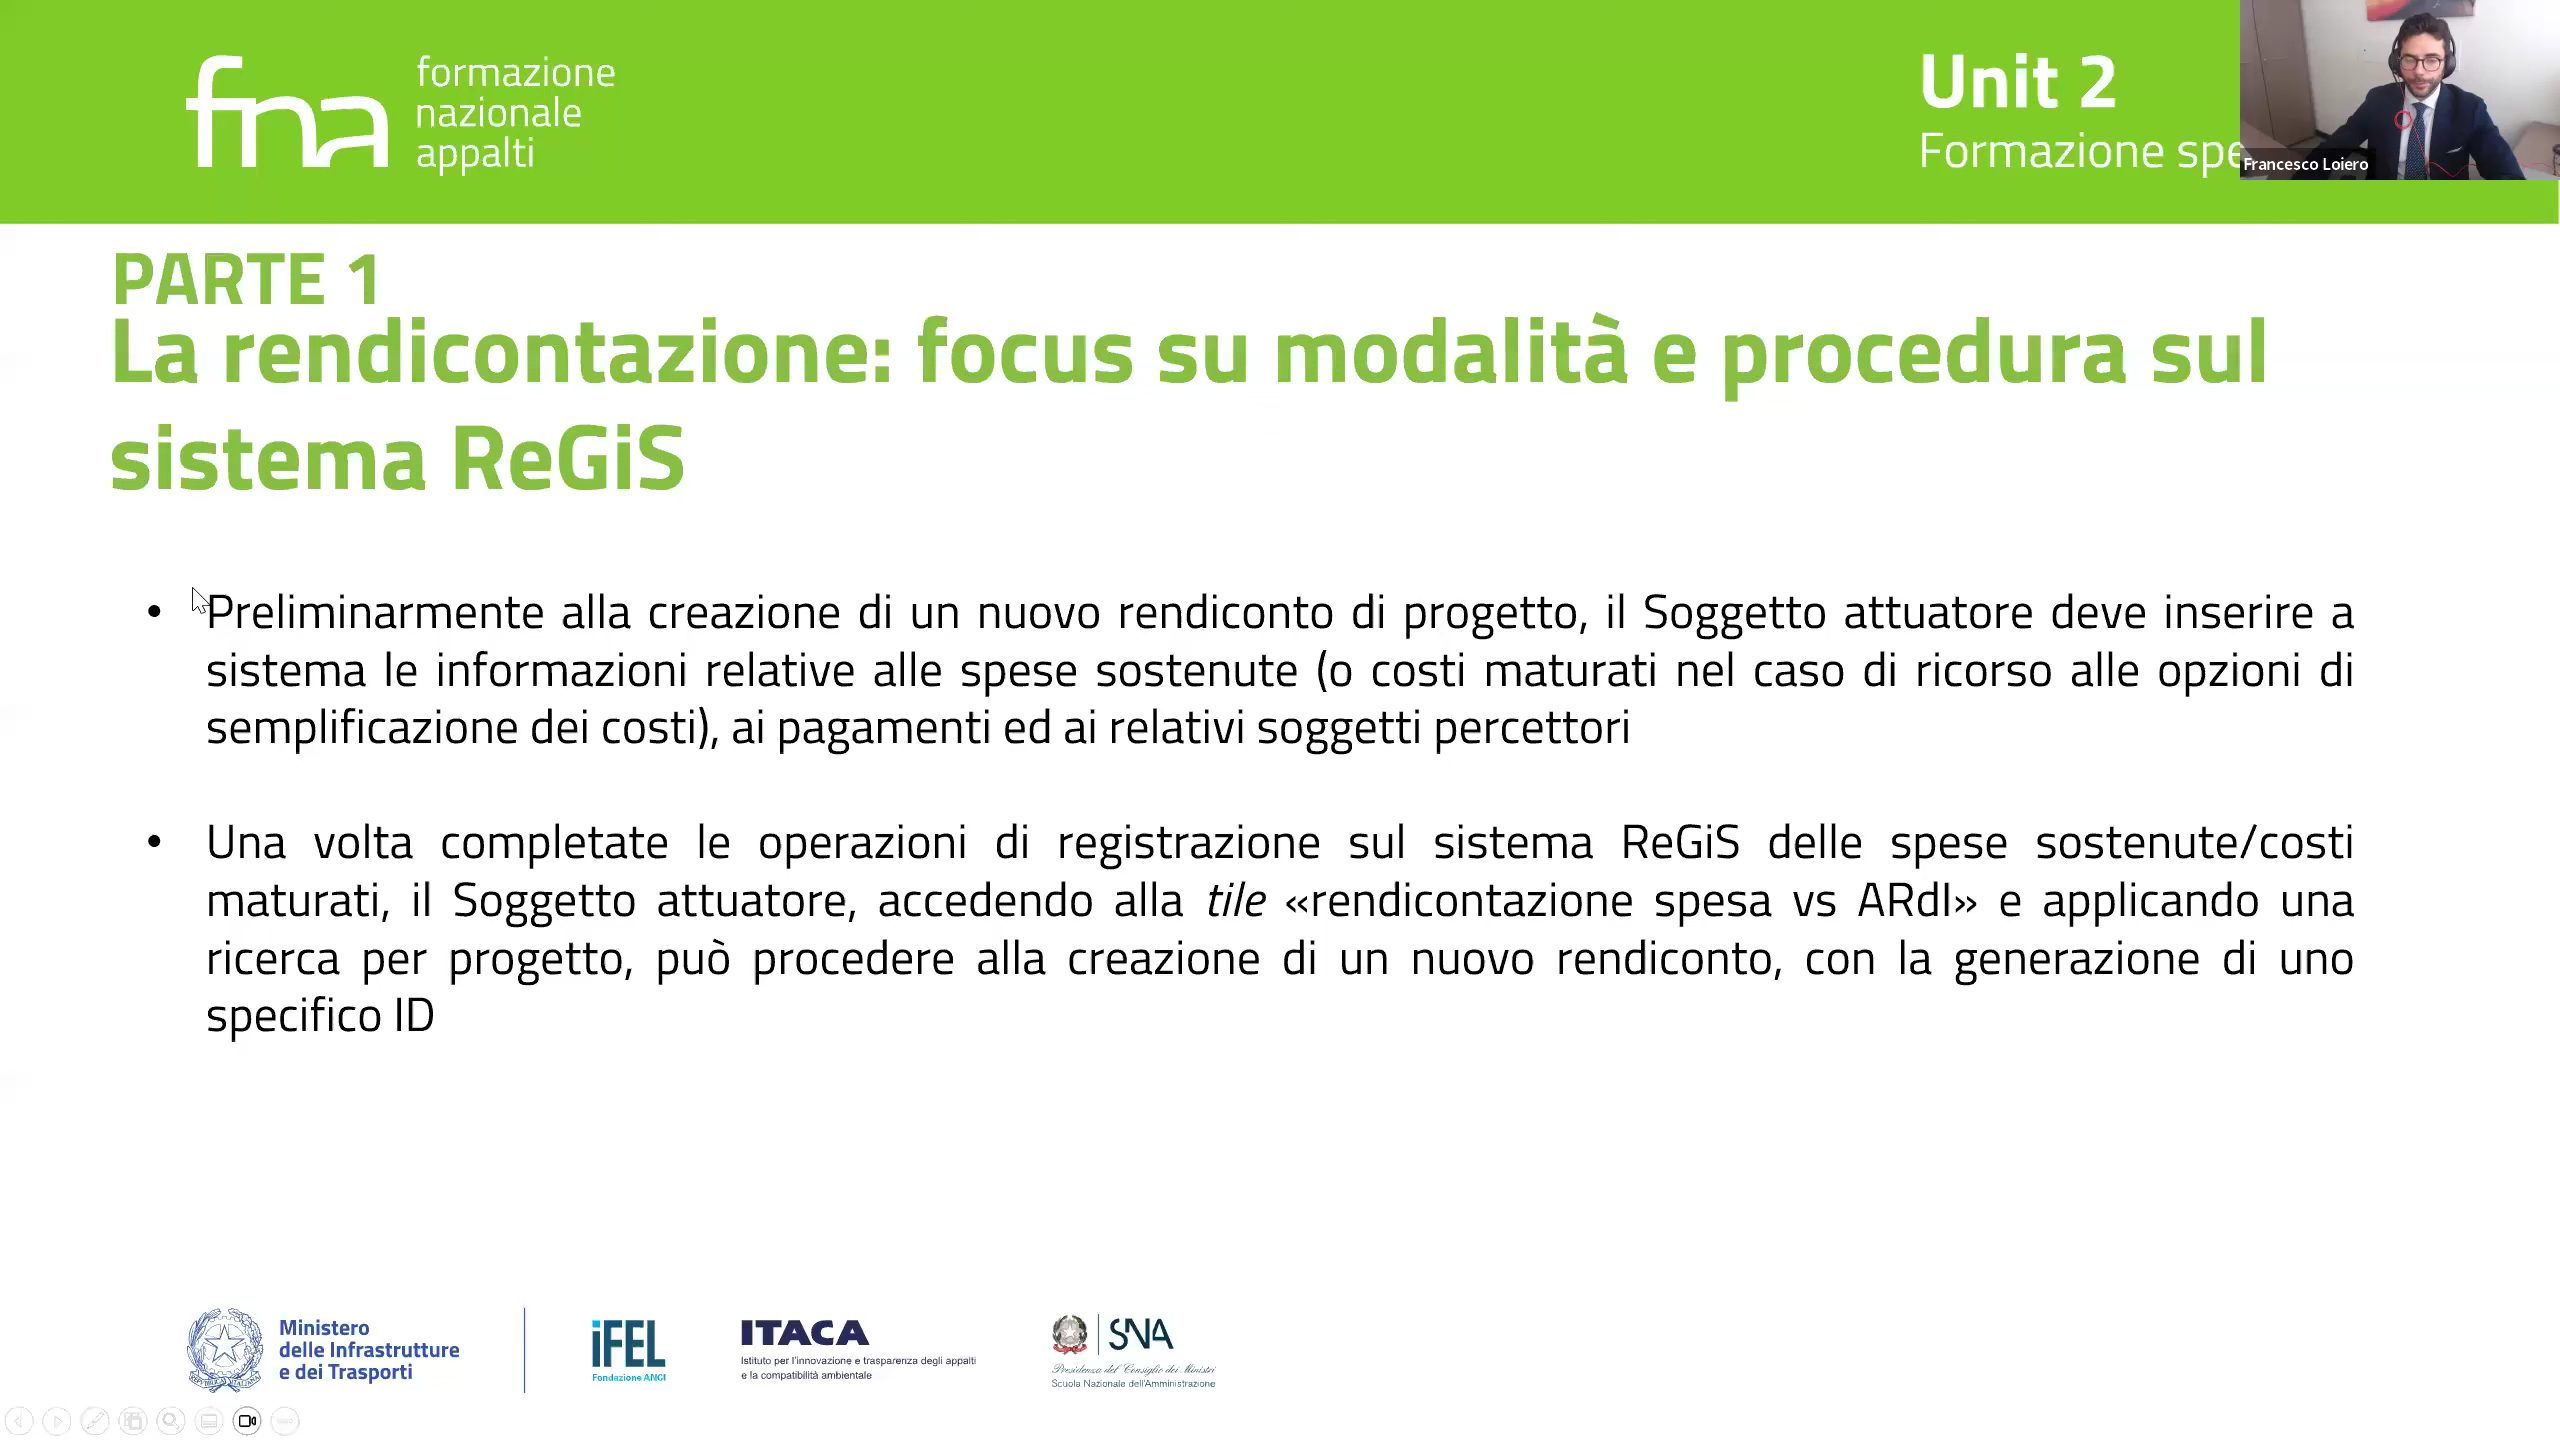 fna
formazione
nazionale
appalti
Unit 2
Formazione spe
Francesco Loiero
PARTE 1
La rendicontazione: focus su modalità e procedura sul
sistema ReGiS
• Preliminarmente alla creazione di un nuovo rendiconto di progetto, il Soggetto attuatore deve inserire a
sistema le informazioni relative alle spese sostenute (o costi maturati nel caso di ricorso alle opzioni di
semplificazione dei costi), ai pagamenti ed ai relativi soggetti percettori
• Una volta completate le operazioni di registrazione sul sistema ReGiS delle spese sostenute/costi
maturati, il Soggetto attuatore, accedendo alla tile «rendicontazione spesa vs ARdI» e applicando una
ricerca per progetto, può procedere alla creazione di un nuovo rendiconto, con la generazione di uno
specifico ID
Ministero
delle Infrastrutture
e dei Trasporti
iFEL
Fondazione ANCI
ITACA
Istituto per l'innovazione e trasparenza degli appalti
e la compatibilità ambientale
SNA
Presidenza del Consiglio dei Ministri
Scuola Nazionale dell'Amministrazione